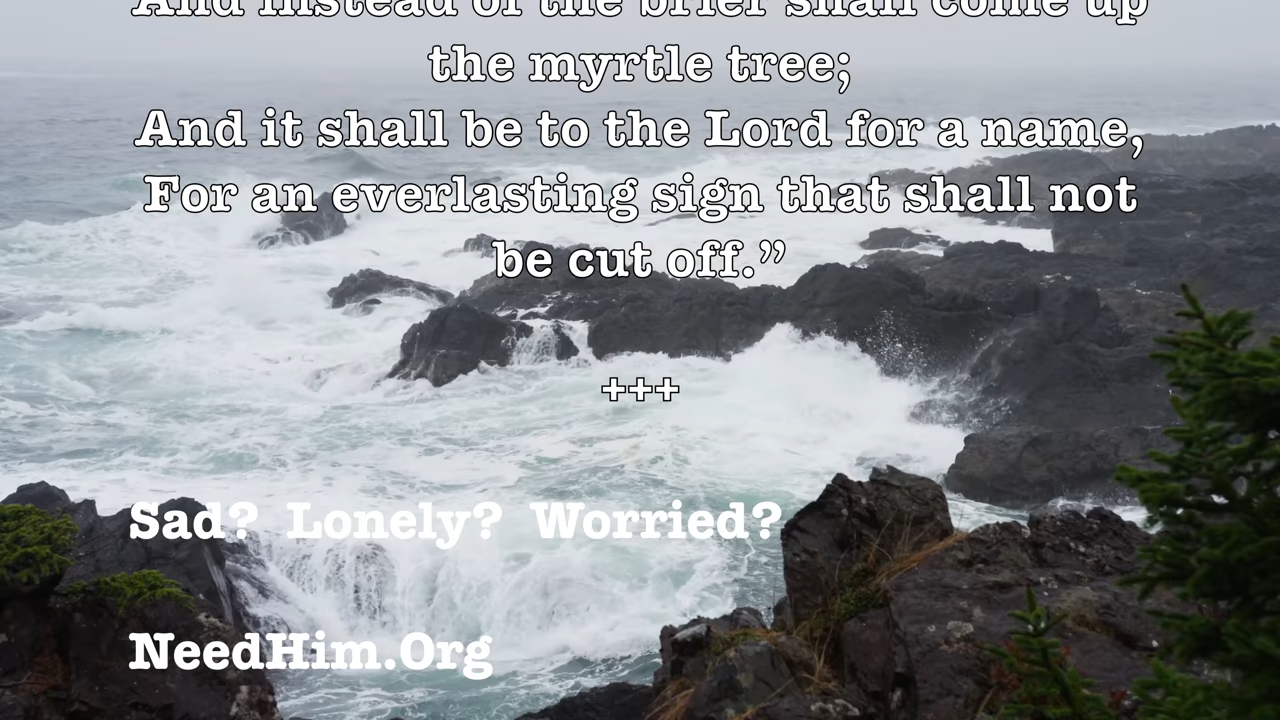 And instead of the brier shall come up
the myrtle tree;
And it shall be to the Lord for a name,
For an everlasting sign that shall not
be cut off.”
+++
Sad?  Lonely?  Worried?
NeedHim.Org